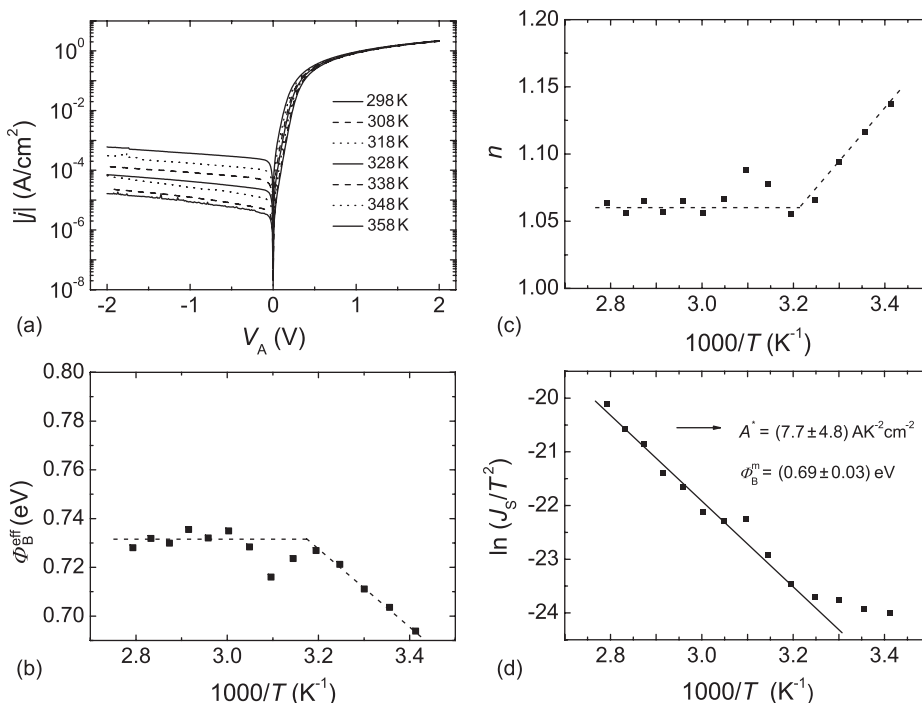 10^0
10^-2
10^-4
10^-6
10^-8
|j| (A/cm²)
298 K
308 K
318 K
328 K
338 K
348 K
358 K
-2 -1 0 1 2
(a)
V_A (V)
1.20
1.15
1.10
1.05
1.00
n
2.8 3.0 3.2 3.4
(c)
1000/T (K^-1)
0.80
0.78
0.76
0.74
0.72
0.70
Φ_B^eff (eV)
2.8 3.0 3.2 3.4
(b)
1000/T (K^-1)
-20
-21
-22
-23
-24
ln (J_S/T²)
A* = (7.7±4.8) AK^-2cm^-2
Φ_B^m = (0.69±0.03) eV
2.8 3.0 3.2 3.4
(d)
1000/T (K^-1)